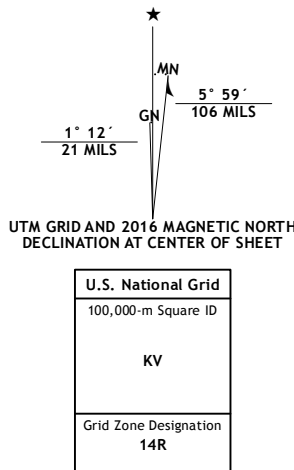 MN
GN
5° 59´
106 MILS
1° 12´
21 MILS
UTM GRID AND 2016 MAGNETIC NORTH
DECLINATION AT CENTER OF SHEET
U.S. National Grid
100,000-m Square ID
KV
Grid Zone Designation
14R